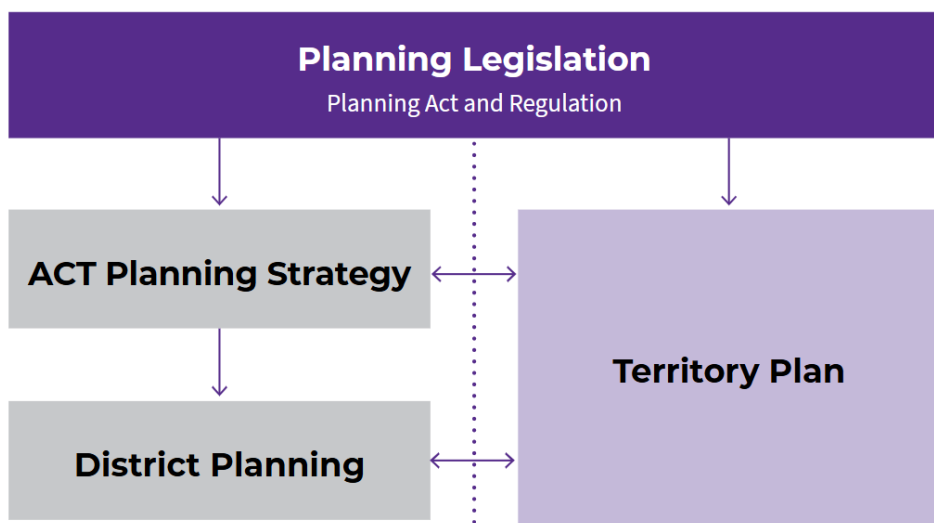 Planning Legislation
Planning Act and Regulation
ACT Planning Strategy
Territory Plan
District Planning